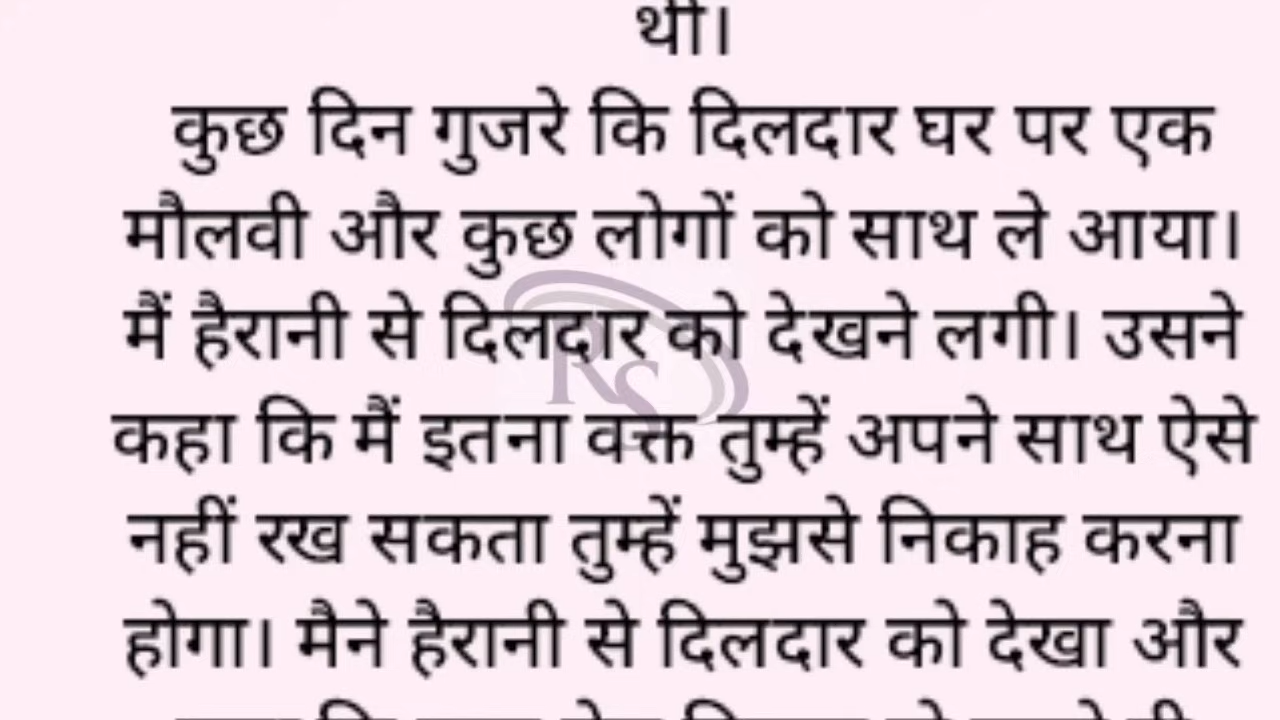 थी।
कुछ दिन गुजरे कि दिलदार घर पर एक
मौलवी और कुछ लोगों को साथ ले आया।
मैं हैरानी से दिलदार को देखने लगी। उसने
कहा कि मैं इतना वक्त तुम्हें अपने साथ ऐसे
नहीं रख सकता तुम्हें मुझसे निकाह करना
होगा। मैने हैरानी से दिलदार को देखा और
RS